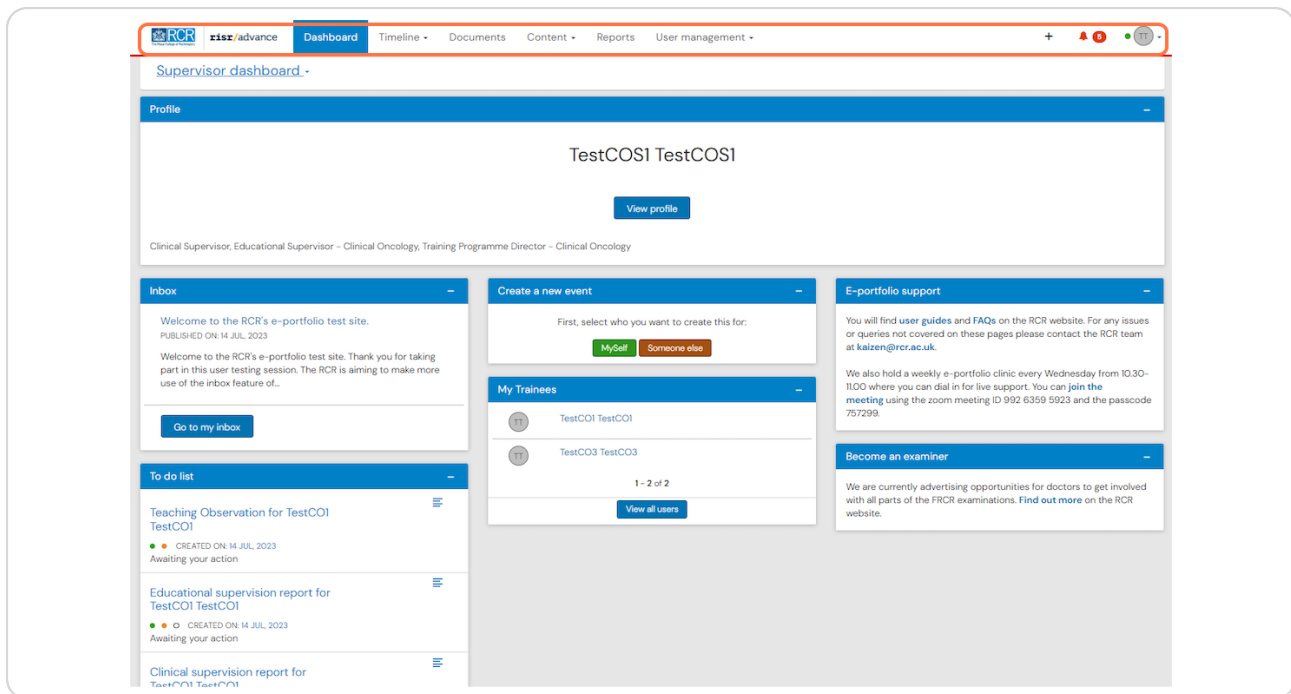 RCR risr/advance Dashboard Timeline Documents Content Reports User management + 5 TT
Supervisor dashboard
Profile
TestCOS1 TestCOS1
View profile
Clinical Supervisor, Educational Supervisor - Clinical Oncology, Training Programme Director - Clinical Oncology
Inbox
Welcome to the RCR's e-portfolio test site.
PUBLISHED ON: 14 JUL, 2023
Welcome to the RCR's e-portfolio test site. Thank you for taking
part in this user testing session. The RCR is aiming to make more
use of the inbox feature of...
Go to my inbox
To do list
Teaching Observation for TestCO1
TestCO1
CREATED ON: 14 JUL, 2023
Awaiting your action
Educational supervision report for
TestCO1 TestCO1
CREATED ON: 14 JUL, 2023
Awaiting your action
Clinical supervision report for
TestCO1 TestCO1
Create a new event
First, select who you want to create this for:
MySelf Someone else
My Trainees
TT TestCO1 TestCO1
TT TestCO3 TestCO3
1 - 2 of 2
View all users
E-portfolio support
You will find user guides and FAQs on the RCR website. For any issues
or queries not covered on these pages please contact the RCR team
at kaizen@rcr.ac.uk.
We also hold a weekly e-portfolio clinic every Wednesday from 10.30-
11.00 where you can dial in for live support. You can join the
meeting using the zoom meeting ID 992 6359 5923 and the passcode
757299.
Become an examiner
We are currently advertising opportunities for doctors to get involved
with all parts of the FRCR examinations. Find out more on the RCR
website.